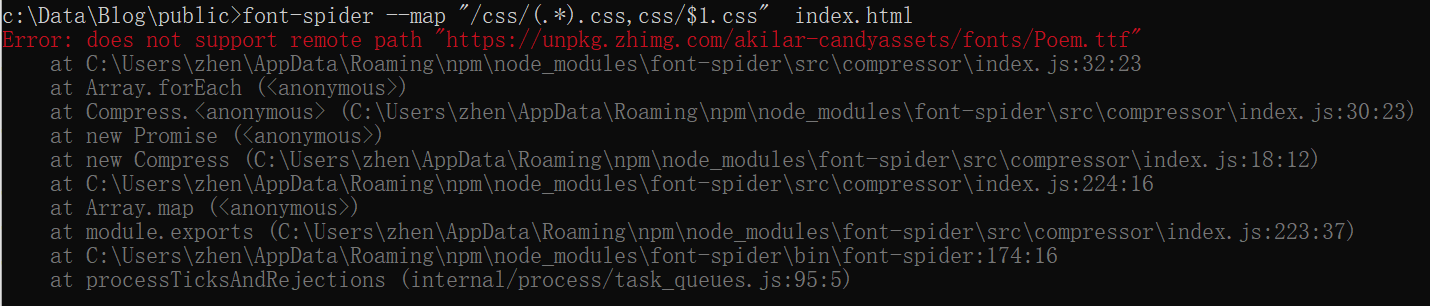 c:\Data\Blog\public>font-spider --map "/css/(.*).css,css/$1.css"  index.html
Error: does not support remote path "https://unpkg.zhimg.com/akilar-candyassets/fonts/Poem.ttf"
    at C:\Users\zhen\AppData\Roaming\npm\node_modules\font-spider\src\compressor\index.js:32:23
    at Array.forEach (<anonymous>)
    at Compress.<anonymous> (C:\Users\zhen\AppData\Roaming\npm\node_modules\font-spider\src\compressor\index.js:30:23)
    at new Promise (<anonymous>)
    at new Compress (C:\Users\zhen\AppData\Roaming\npm\node_modules\font-spider\src\compressor\index.js:18:12)
    at C:\Users\zhen\AppData\Roaming\npm\node_modules\font-spider\src\compressor\index.js:224:16
    at Array.map (<anonymous>)
    at module.exports (C:\Users\zhen\AppData\Roaming\npm\node_modules\font-spider\src\compressor\index.js:223:37)
    at C:\Users\zhen\AppData\Roaming\npm\node_modules\font-spider\bin\font-spider:174:16
    at processTicksAndRejections (internal/process/task_queues.js:95:5)